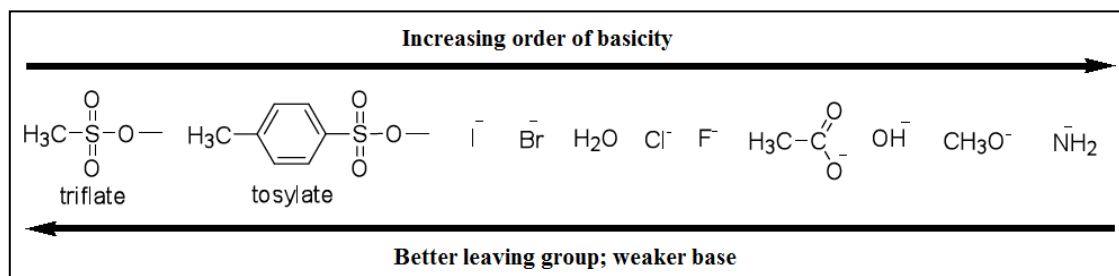 Increasing order of basicity
H₃C-S-O- O O
triflate
H₃C- S-O- O O
tosylate
I⁻ Br⁻ H₂O Cl⁻ F⁻ H₃C-C O O⁻ OH⁻ CH₃O⁻ NH₂⁻
Better leaving group; weaker base